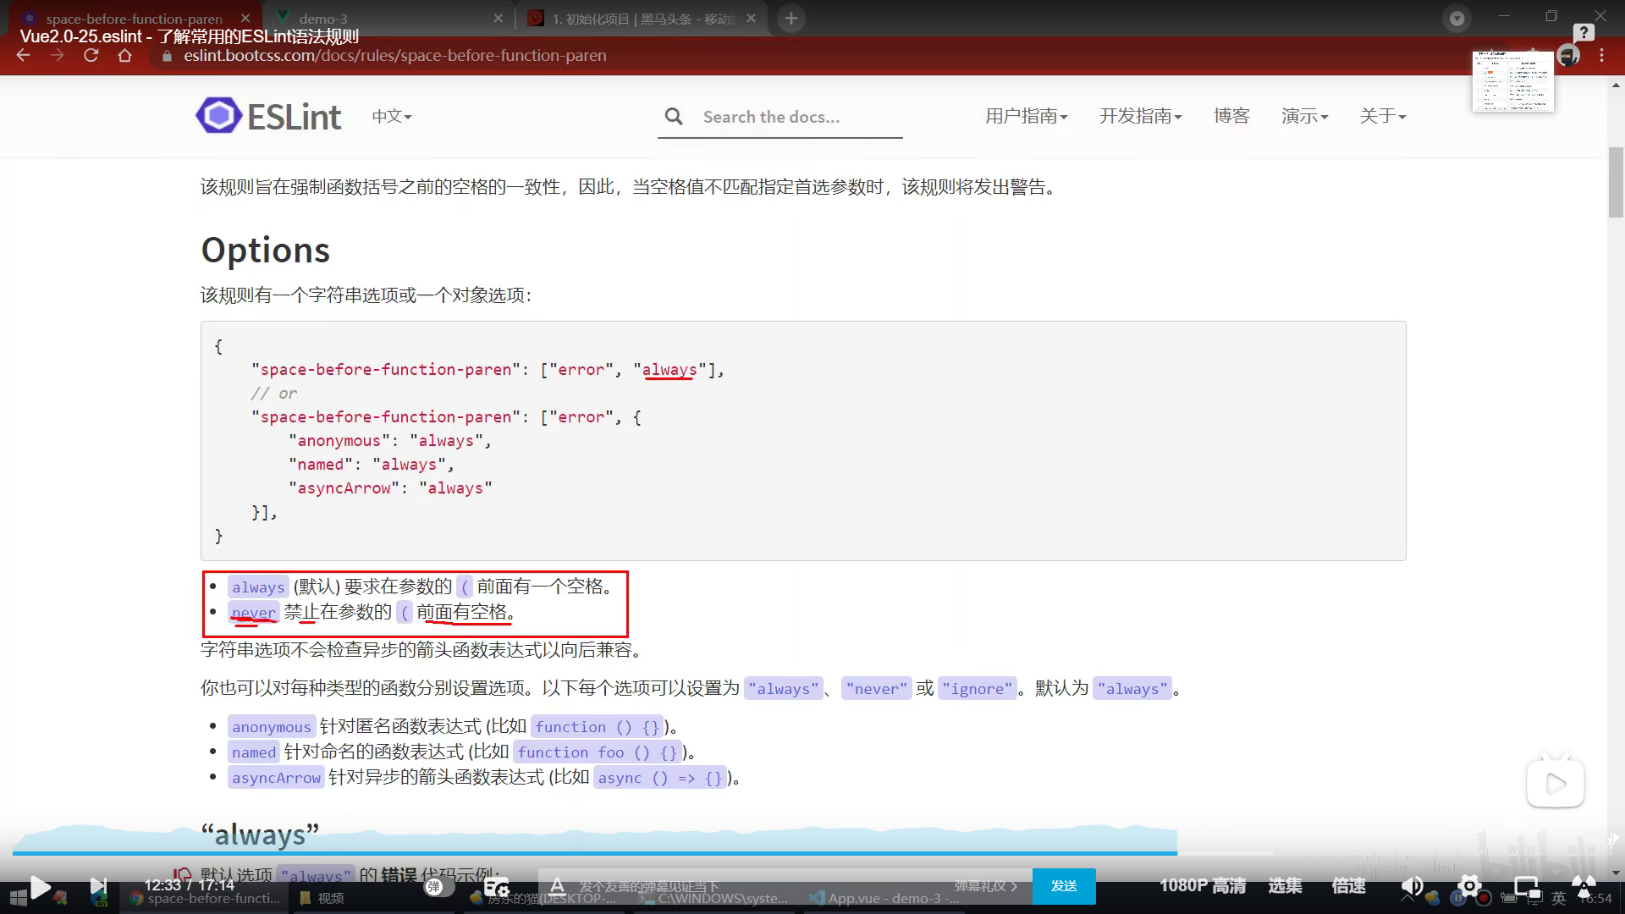 space-before-function-paren
demo-3
1. 初始化项目 | 黑马头条 - 移动
Vue2.0-25.eslint - 了解常用的ESLint语法规则
eslint.bootcss.com/docs/rules/space-before-function-paren
ESLint
中文
Search the docs...
用户指南
开发指南
博客
演示
关于
该规则旨在强制函数括号之前的空格的一致性，因此，当空格值不匹配指定首选参数时，该规则将发出警告。
Options
该规则有一个字符串选项或一个对象选项：
{
"space-before-function-paren": ["error", "always"],
// or
"space-before-function-paren": ["error", {
"anonymous": "always",
"named": "always",
"asyncArrow": "always"
}],
}
always (默认) 要求在参数的 ( 前面有一个空格。
never 禁止在参数的 ( 前面有空格。
字符串选项不会检查异步的箭头函数表达式以向后兼容。
你也可以对每种类型的函数分别设置选项。以下每个选项可以设置为 "always"、"never" 或 "ignore"。默认为 "always"。
anonymous 针对匿名函数表达式 (比如 function () {})。
named 针对命名的函数表达式 (比如 function foo () {})。
asyncArrow 针对异步的箭头函数表达式 (比如 async () => {})。
“always”
默认选项 "always" 的 错误 代码示例：
12:33 / 17:14
弹
发个友善的弹幕见证当下
弹幕礼仪
发送
1080P 高清
选集
倍速
space-before-functi...
视频
房东的猫(DESKTOP-...
C:\WINDOWS\syste...
App.vue - demo-3 -...
英
16:54